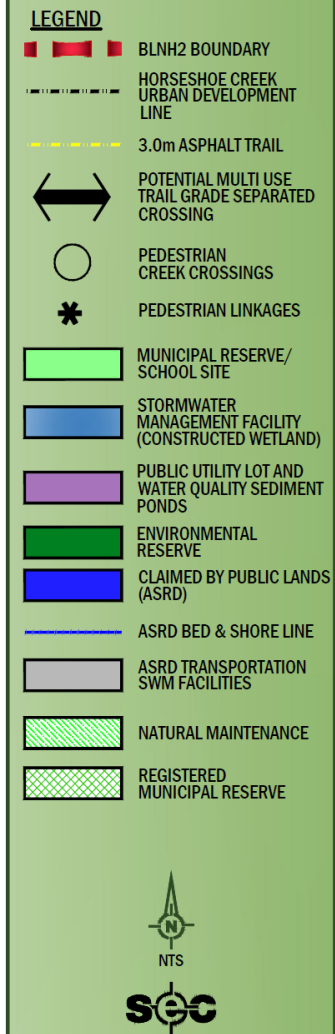 LEGEND
BLNH2 BOUNDARY
HORSESHOE CREEK
URBAN DEVELOPMENT
LINE
3.0m ASPHALT TRAIL
POTENTIAL MULTI USE
TRAIL GRADE SEPARATED
CROSSING
PEDESTRIAN
CREEK CROSSINGS
PEDESTRIAN LINKAGES
MUNICIPAL RESERVE/
SCHOOL SITE
STORMWATER
MANAGEMENT FACILITY
(CONSTRUCTED WETLAND)
PUBLIC UTILITY LOT AND
WATER QUALITY SEDIMENT
PONDS
ENVIRONMENTAL
RESERVE
CLAIMED BY PUBLIC LANDS
(ASRD)
ASRD BED & SHORE LINE
ASRD TRANSPORTATION
SWM FACILITIES
NATURAL MAINTENANCE
REGISTERED
MUNICIPAL RESERVE
N
NTS
sec